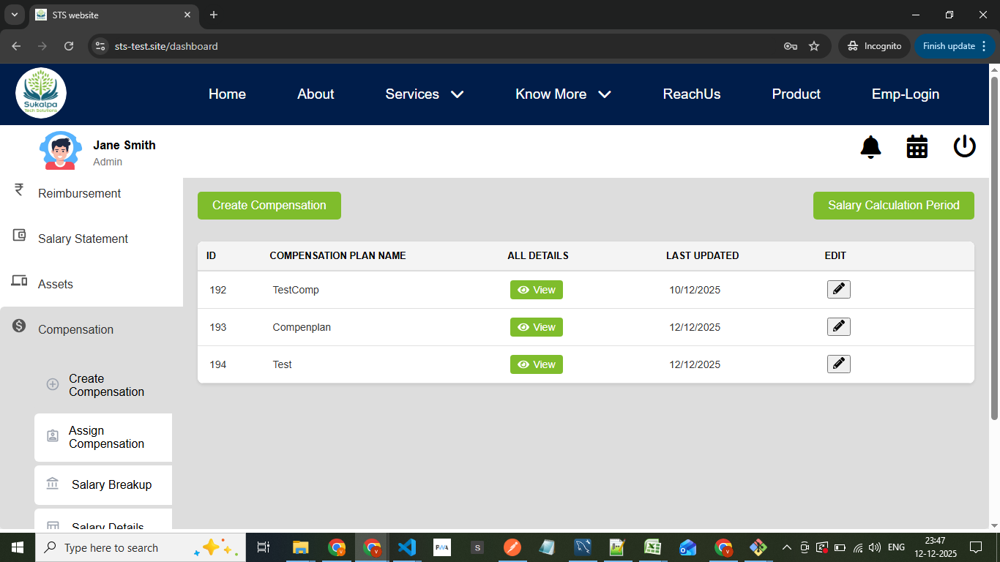 STS website
sts-test.site/dashboard
Incognito
Finish update
Sukalpa
Tech Solutions
Home
About
Services
Know More
ReachUs
Product
Emp-Login
Jane Smith
Admin
Reimbursement
Salary Statement
Assets
Compensation
Create
Compensation
Assign
Compensation
Salary Breakup
Salary Details
Create Compensation
Salary Calculation Period
ID COMPENSATION PLAN NAME ALL DETAILS LAST UPDATED EDIT
192 TestComp View 10/12/2025
193 Compenplan View 12/12/2025
194 Test View 12/12/2025
Type here to search
PWA
S
ENG
23:47
12-12-2025